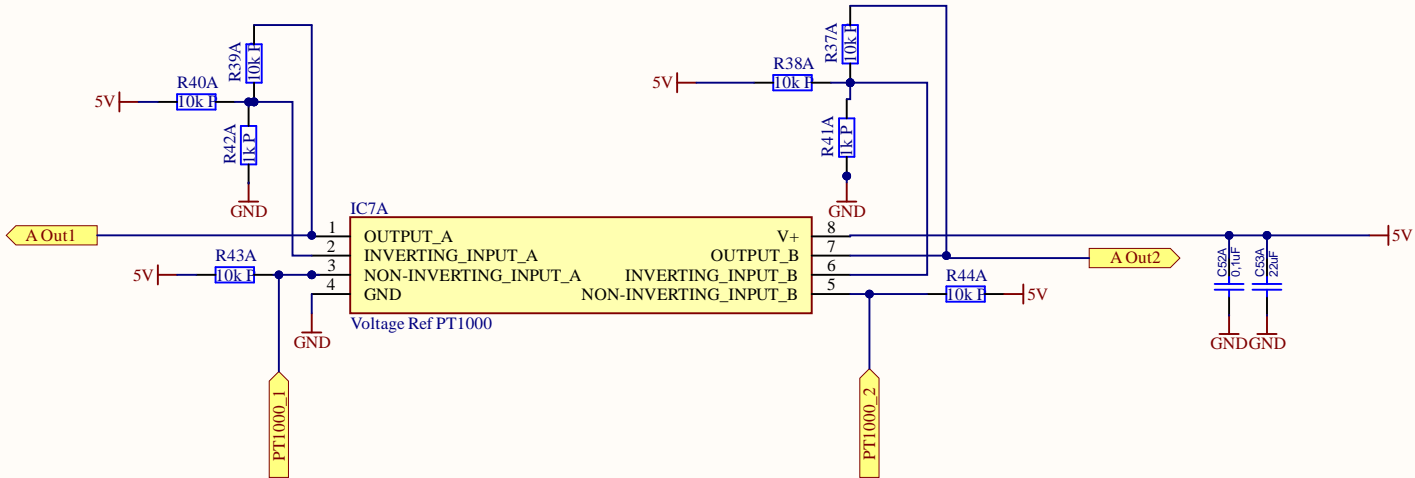 R39A
10k P
R40A
10k P
5V
R42A
1k P
GND
R37A
10k P
R38A
10k P
5V
R41A
1k P
GND
IC7A
A Out1
1
OUTPUT_A
2
INVERTING_INPUT_A
3
NON-INVERTING_INPUT_A
4
GND
V+
8
OUTPUT_B
7
INVERTING_INPUT_B
6
NON-INVERTING_INPUT_B
5
Voltage Ref PT1000
R43A
10k P
5V
GND
PT1000_1
R44A
10k P
5V
PT1000_2
A Out2
5V
C52A
0,1uF
C53A
22uF
GND
GND